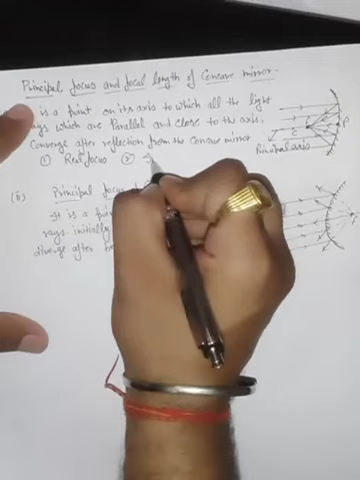 Principal focus and focal length of Concave mirror.
is a point on its axis to which all the light
rays which are Parallel and close to the axis.
Converge after reflection from the concave mirror
① Real focus ②
C P
Principal axis
(ii) Principal focus
It is a
rays initially
diverge after